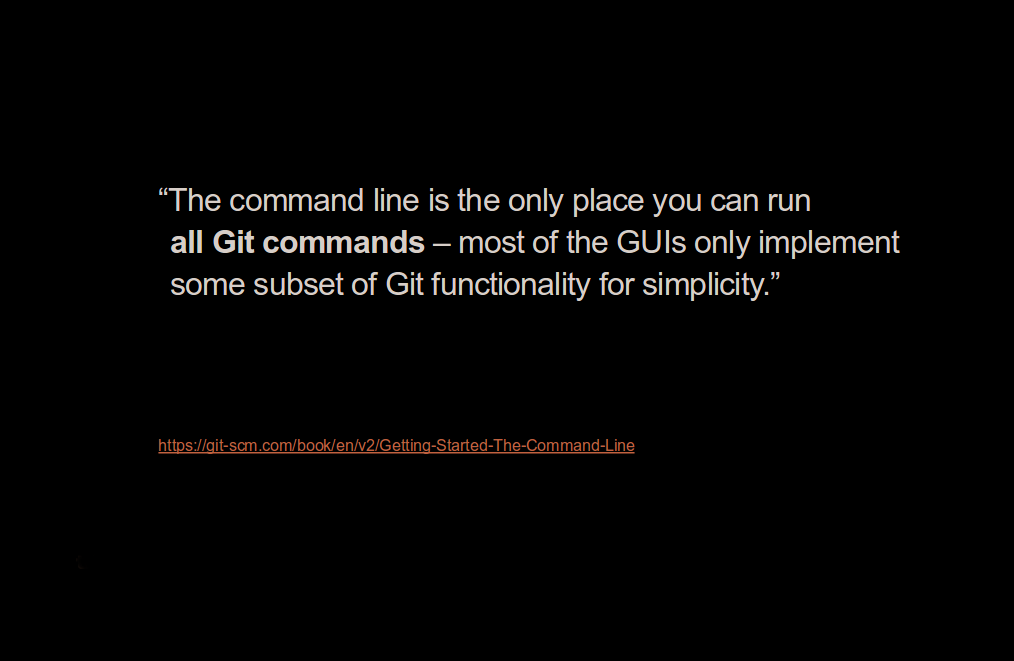 “The command line is the only place you can run
all Git commands – most of the GUIs only implement
some subset of Git functionality for simplicity.”
https://git-scm.com/book/en/v2/Getting-Started-The-Command-Line